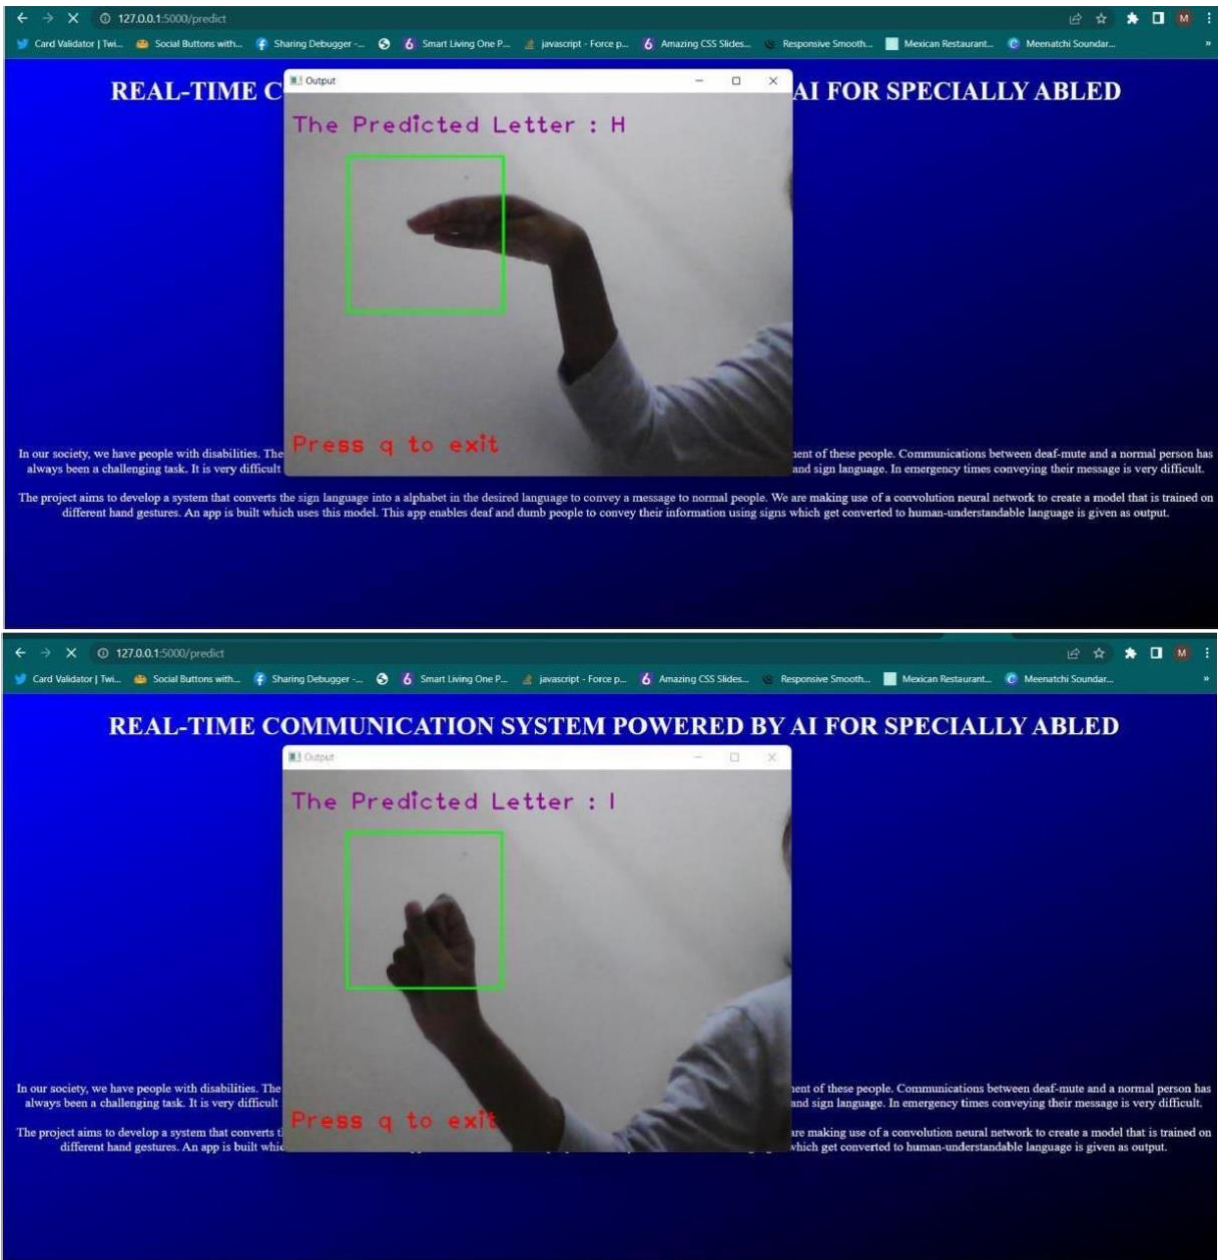 127.0.0.1:5000/predict
M
Card Validator | Twi... Social Buttons with... Sharing Debugger -... Smart Living One P... javascript - Force p... Amazing CSS Slides... Responsive Smooth... Mexican Restaurant... Meenatchi Soundar... »
Output
REAL-TIME C AI FOR SPECIALLY ABLED
The Predicted Letter : H
Press q to exit
In our society, we have people with disabilities. The ent of these people. Communications between deaf-mute and a normal person has
always been a challenging task. It is very difficult and sign language. In emergency times conveying their message is very difficult.
The project aims to develop a system that converts the sign language into a alphabet in the desired language to convey a message to normal people. We are making use of a convolution neural network to create a model that is trained on
different hand gestures. An app is built which uses this model. This app enables deaf and dumb people to convey their information using signs which get converted to human-understandable language is given as output.
127.0.0.1:5000/predict
M
Card Validator | Twi... Social Buttons with... Sharing Debugger -... Smart Living One P... javascript - Force p... Amazing CSS Slides... Responsive Smooth... Mexican Restaurant... Meenatchi Soundar... »
REAL-TIME COMMUNICATION SYSTEM POWERED BY AI FOR SPECIALLY ABLED
Output
The Predicted Letter : I
Press q to exit
In our society, we have people with disabilities. The ent of these people. Communications between deaf-mute and a normal person has
always been a challenging task. It is very difficult and sign language. In emergency times conveying their message is very difficult.
The project aims to develop a system that converts t are making use of a convolution neural network to create a model that is trained on
different hand gestures. An app is built whic which get converted to human-understandable language is given as output.